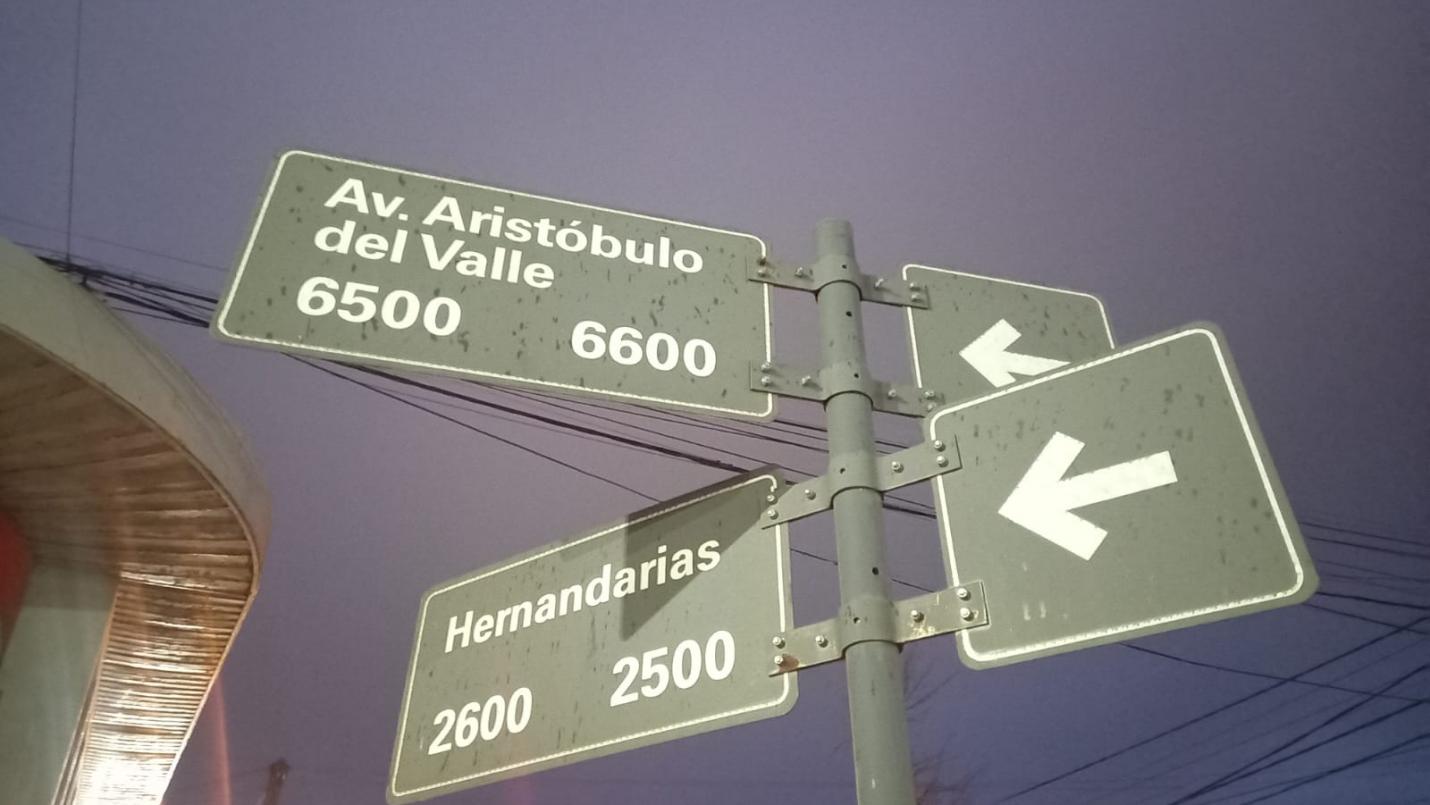 Av. Aristóbulo
del Valle
6500 6600
Hernandarias
2600 2500